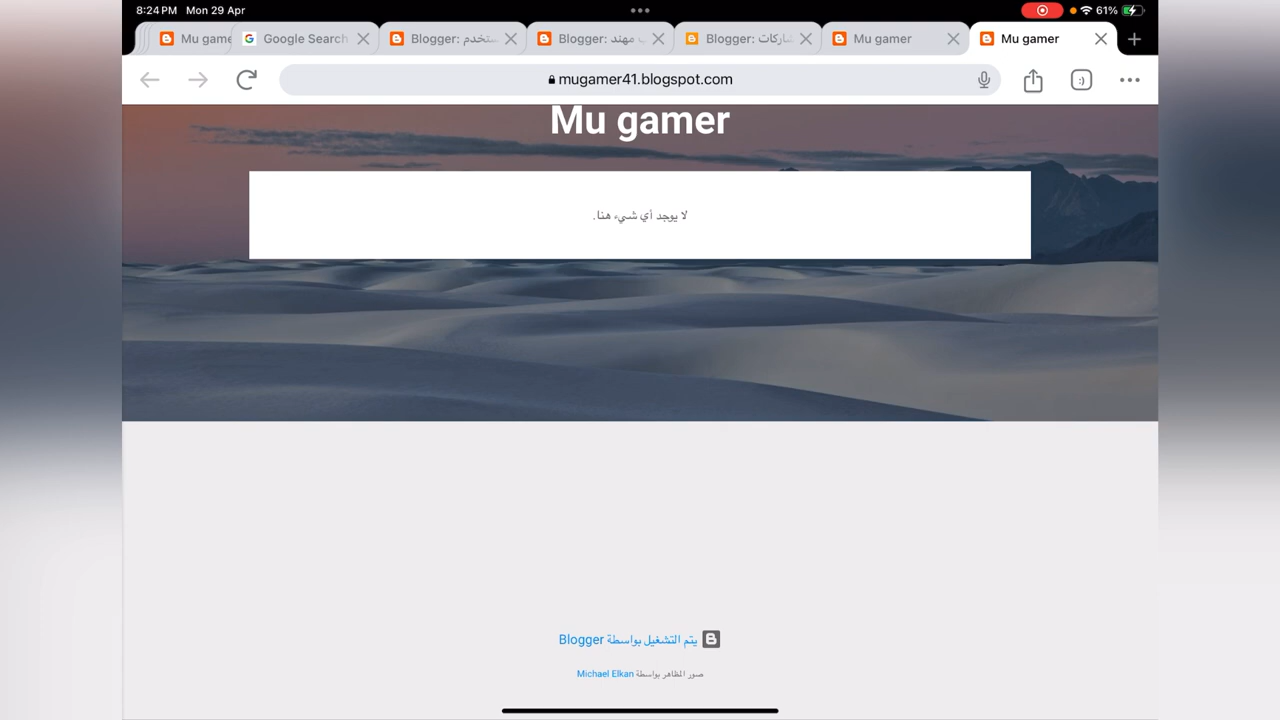 8:24 PM Mon 29 Apr
61%
Mu game
Google Search
Blogger: ستخدم
Blogger: مهند
Blogger:
Mu gamer
Mu gamer
mugamer41.blogspot.com
Mu gamer
لا يوجد أي شيء هنا.
يتم التشغيل بواسطة Blogger
صور المظاهر بواسطة Michael Elkan